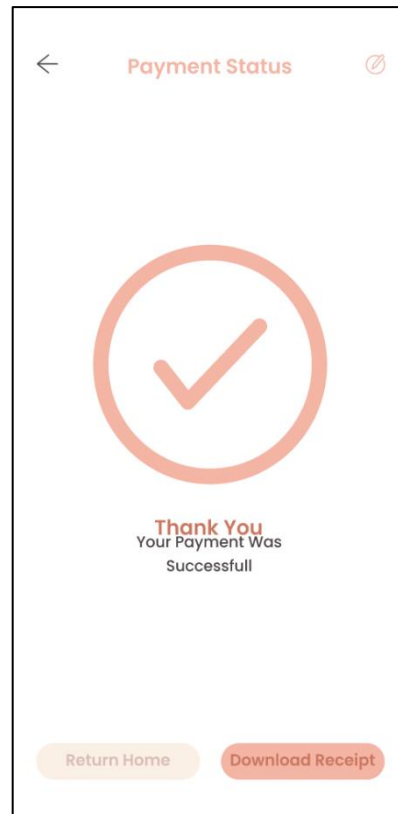 Payment Status
Thank You
Your Payment Was
Successfull
Return Home
Download Receipt